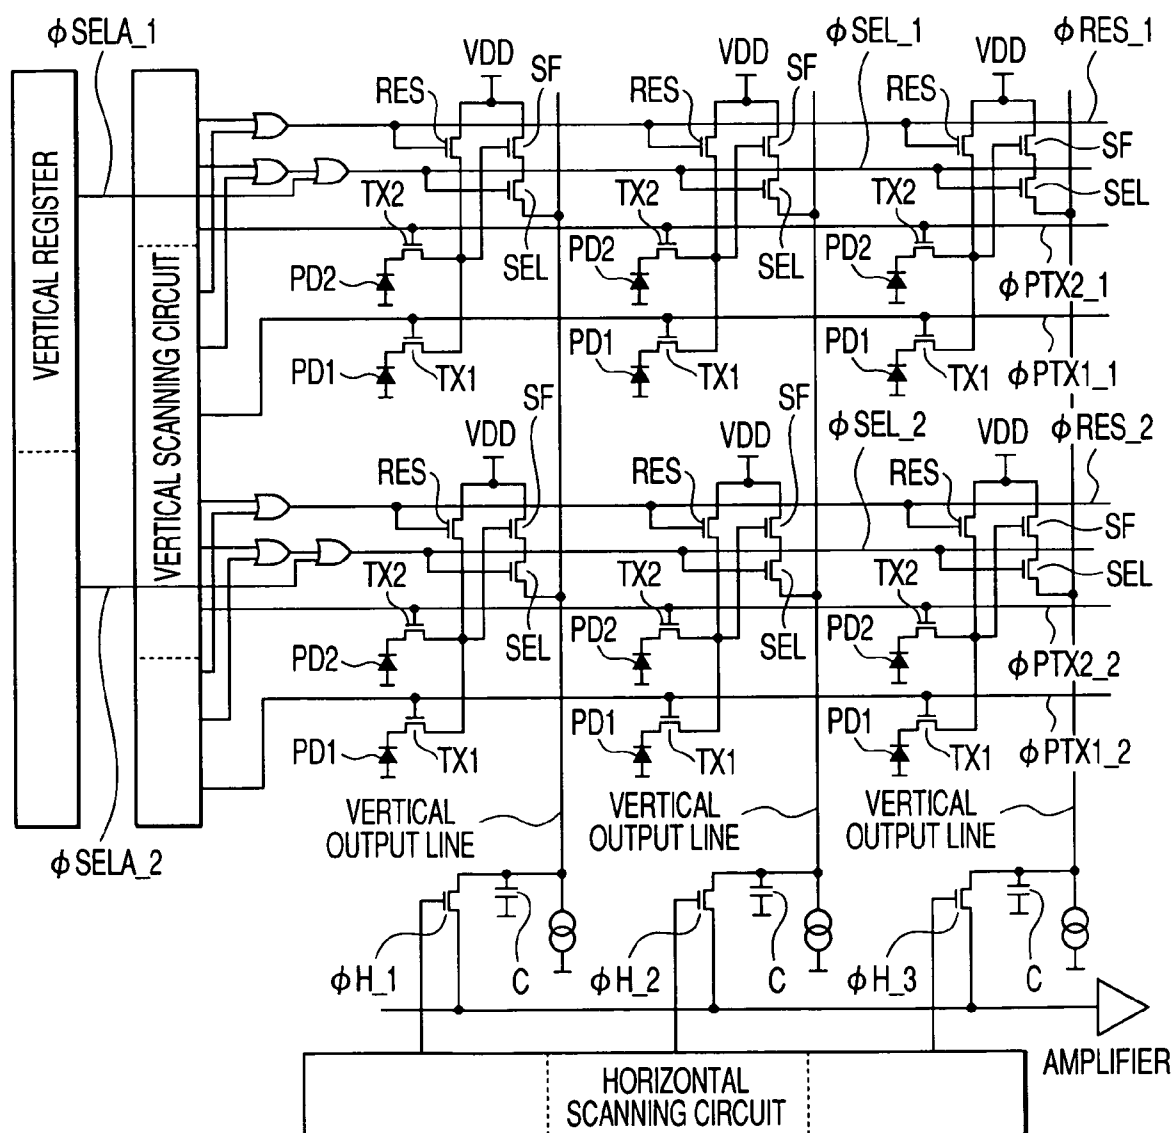 ϕSELA_1
ϕSEL_1
ϕRES_1
VDD
SF
VDD
SF
VDD
RES
RES
RES
SF
TX2
TX2
TX2
SEL
PD2
SEL
PD2
SEL
PD2
ϕPTX2_1
VERTICAL REGISTER
VERTICAL SCANNING CIRCUIT
PD1
TX1
PD1
TX1
PD1
TX1
ϕPTX1_1
SF
SF
ϕSEL_2
ϕRES_2
VDD
VDD
VDD
RES
RES
RES
SF
TX2
TX2
TX2
SEL
PD2
SEL
PD2
SEL
PD2
ϕPTX2_2
PD1
TX1
PD1
TX1
PD1
TX1
ϕPTX1_2
VERTICAL
OUTPUT LINE
VERTICAL
OUTPUT LINE
VERTICAL
OUTPUT LINE
ϕSELA_2
ϕH_1
C
ϕH_2
C
ϕH_3
C
AMPLIFIER
HORIZONTAL
SCANNING CIRCUIT